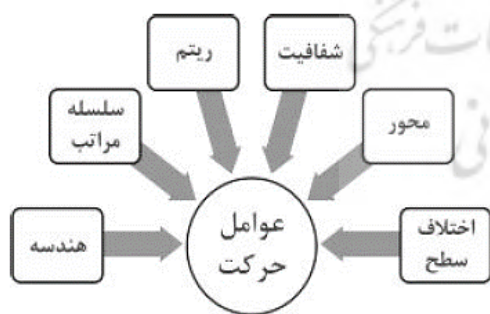 شفافیت
ریتم
محور
سلسله
مراتب
عوامل
حرکت
اختلاف
سطح
هندسه